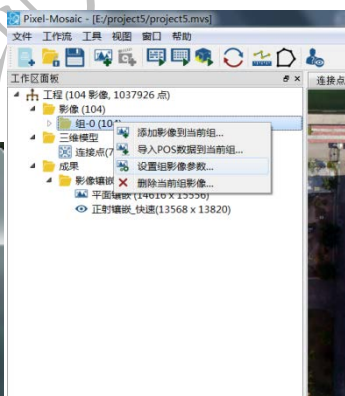 Pixel-Mosaic - [E:/project5/project5.mvs]
文件 工作流 工具 视图 窗口 帮助
工作区面板
连接点
工程 (104 影像, 1037926 点)
影像 (104)
组-0 (104
添加影像到当前组...
三维模型
导入POS数据到当前组...
连接点(7
设置组影像参数...
成果
删除当前组影像...
影像镶嵌
平面镶嵌 (14616 x 15556)
正射镶嵌_快速(13568 x 13820)